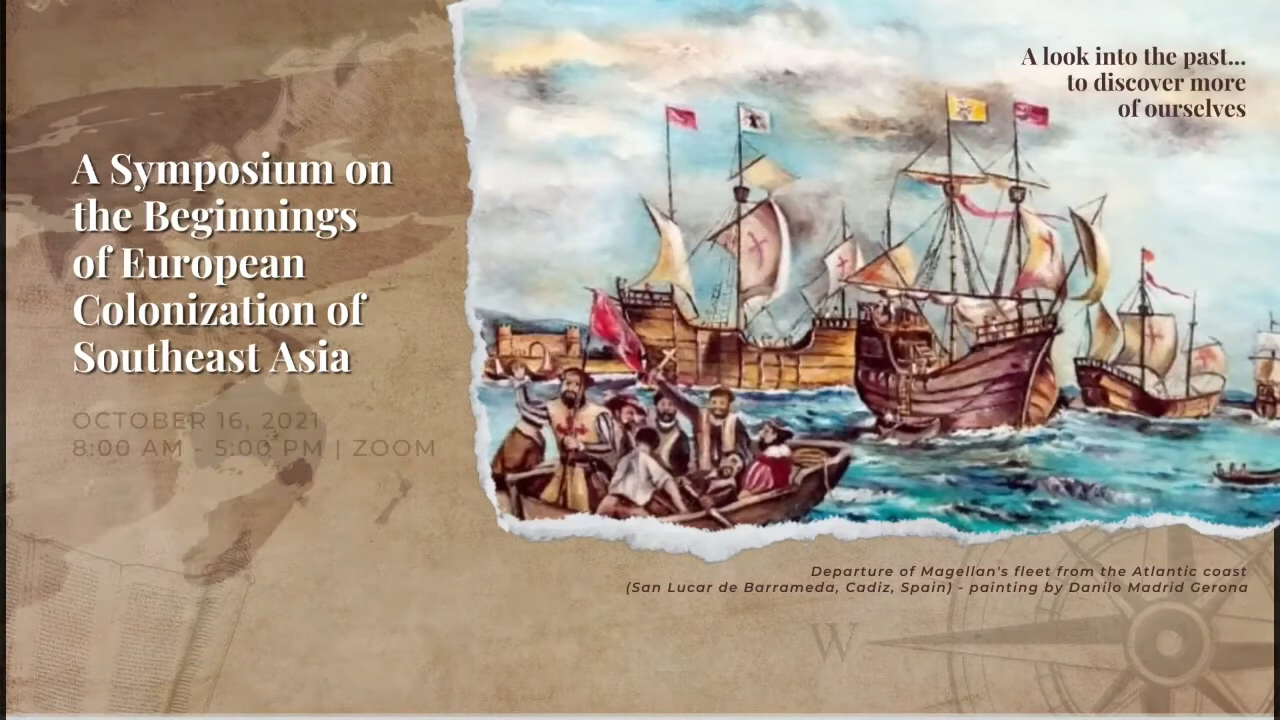 A look into the past...
to discover more
of ourselves
A Symposium on
the Beginnings
of European
Colonization of
Southeast Asia
OCTOBER 16, 2021
8:00 AM - 5:00 PM | ZOOM
Departure of Magellan's fleet from the Atlantic coast
(San Lucar de Barrameda, Cadiz, Spain) - painting by Danilo Madrid Gerona
W